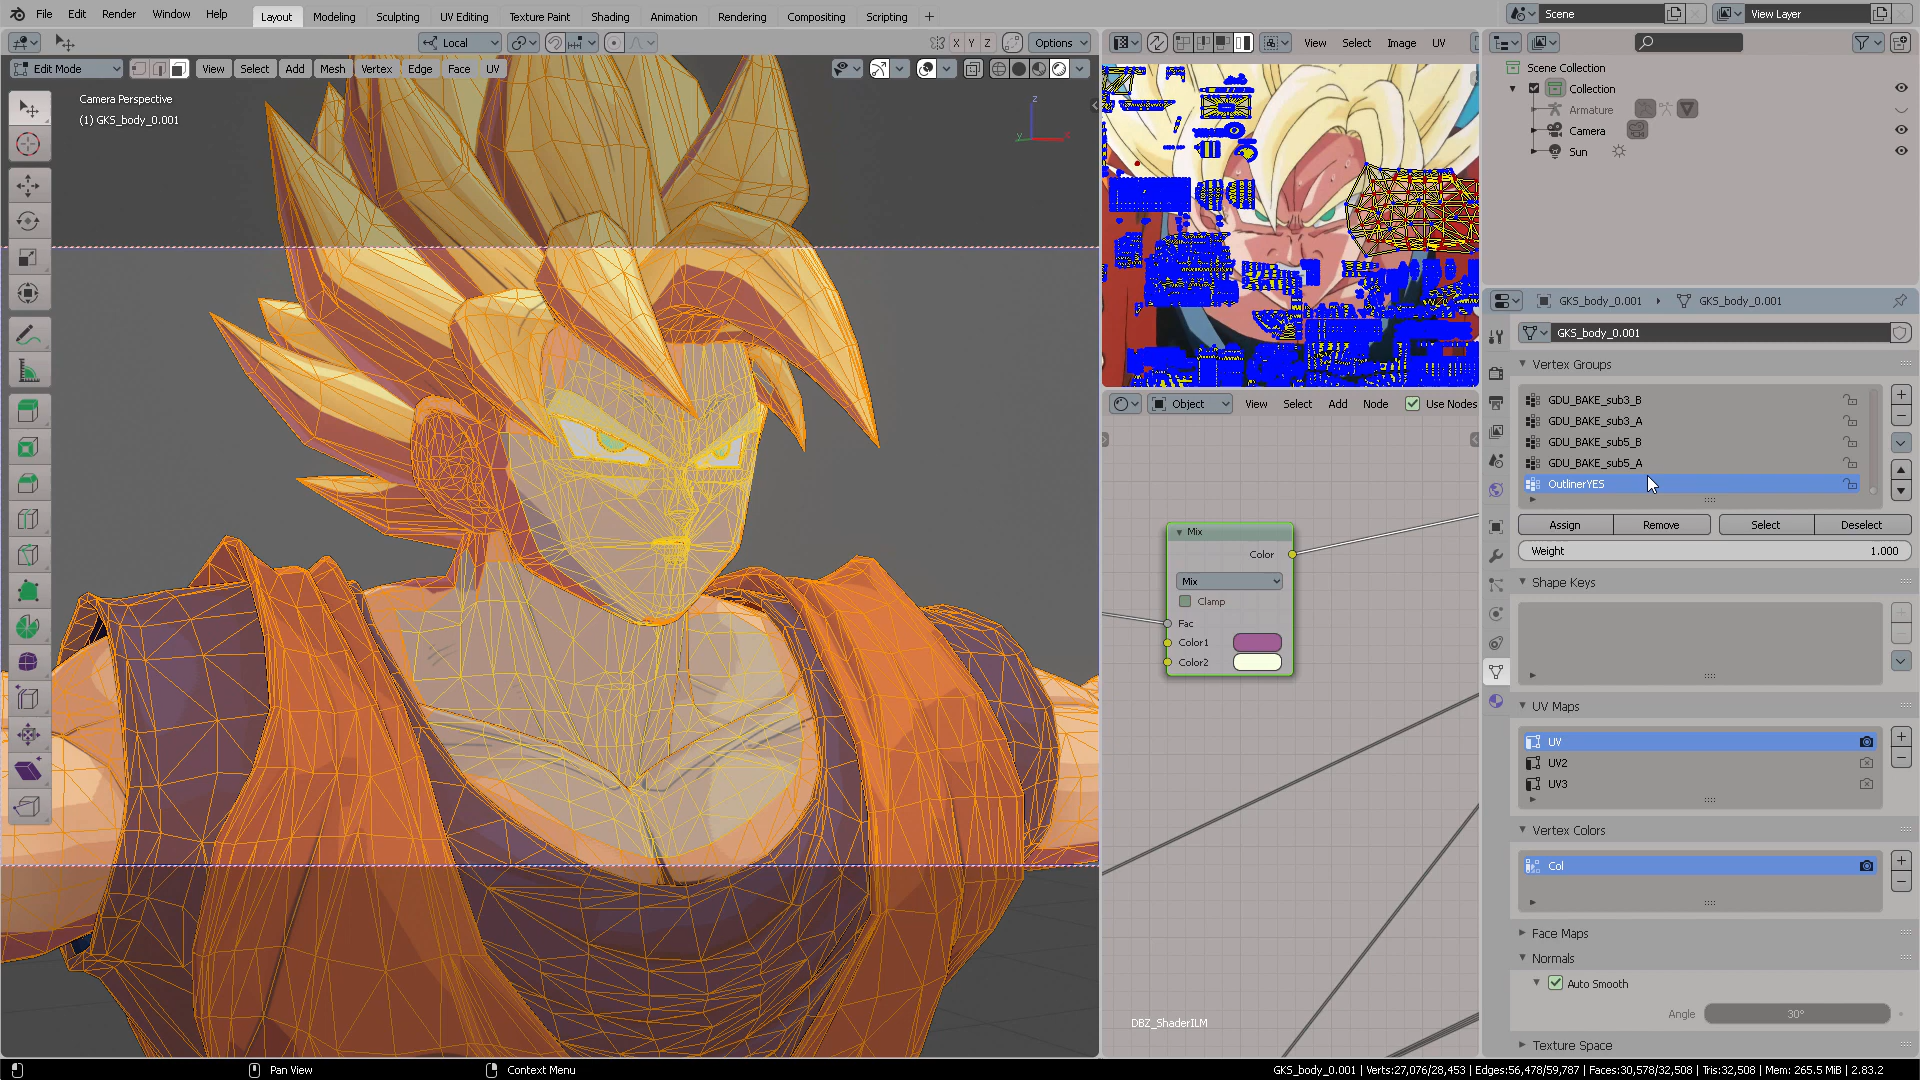 File Edit Render Window Help Layout Modeling Sculpting UV Editing Texture Paint Shading Animation Rendering Compositing Scripting + Scene View Layer
Local X Y Z Options View Select Image UV
Edit Mode View Select Add Mesh Vertex Edge Face UV
Camera Perspective
(1) GKS_body_0.001
z
y x
Scene Collection
Collection
Armature
Camera
Sun
GKS_body_0.001 GKS_body_0.001
GKS_body_0.001
Vertex Groups
GDU_BAKE_sub3_B
GDU_BAKE_sub3_A
GDU_BAKE_sub5_B
GDU_BAKE_sub5_A
OutlinerYES
Assign Remove Select Deselect
Weight 1.000
Shape Keys
UV Maps
UV
UV2
UV3
Vertex Colors
Col
Face Maps
Normals
Auto Smooth
Angle 30°
Texture Space
Object View Select Add Node Use Nodes
Mix
Color
Mix
Clamp
Fac
Color1
Color2
DBZ_ShaderILM
Pan View Context Menu GKS_body_0.001 | Verts:27,076/28,453 | Edges:56,478/59,787 | Faces:30,578/32,508 | Tris:32,508 | Mem: 265.5 MiB | 2.83.2